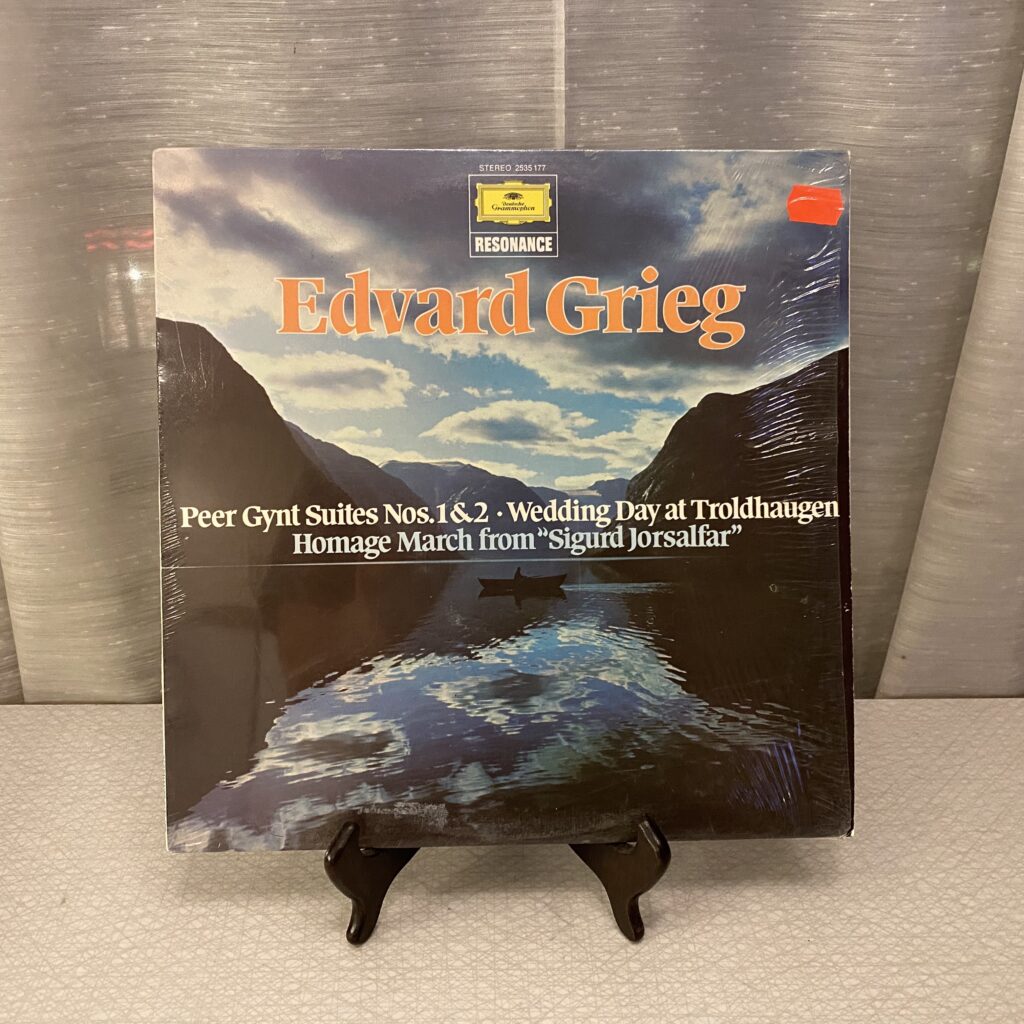 STEREO 2535 177
Deutsche
Grammophon
RESONANCE
Edvard Grieg
Peer Gynt Suites Nos.1&2 · Wedding Day at Troldhaugen
Homage March from "Sigurd Jorsalfar"